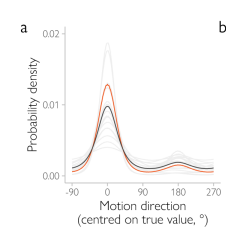 a
b
0.02
0.01
0.00
Probability density
-90 0 90 180 270
Motion direction
(centred on true value, °)